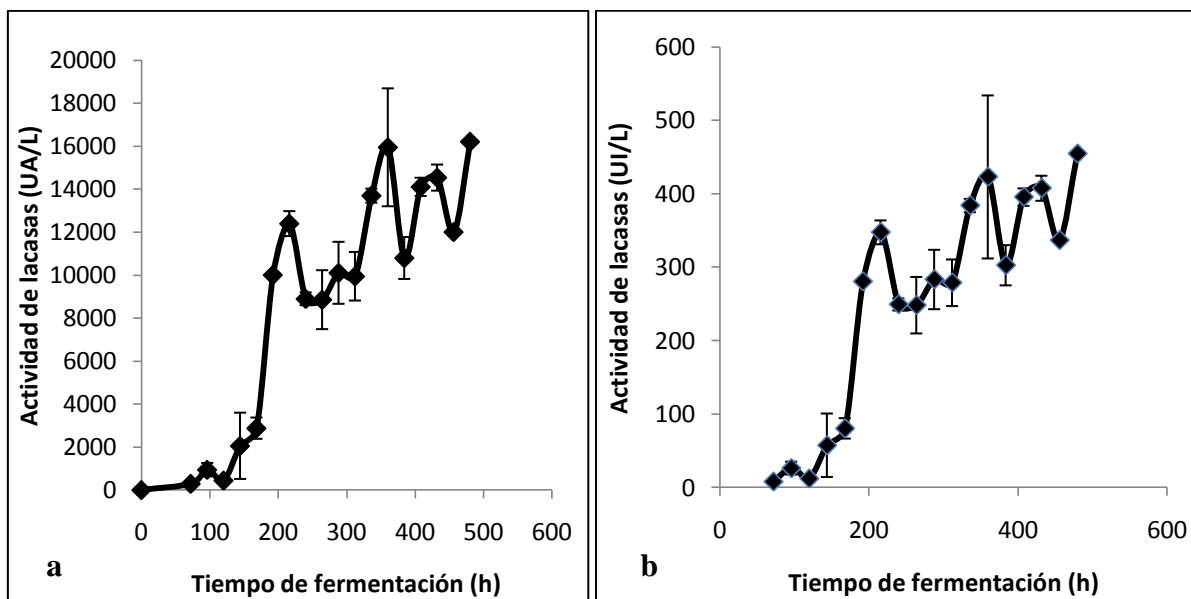 Actividad de lacasas (UA/L)
20000
18000
16000
14000
12000
10000
8000
6000
4000
2000
0
0 100 200 300 400 500 600
Tiempo de fermentación (h)
a
Actividad de lacasas (UI/L)
600
500
400
300
200
100
0
0 200 400 600
Tiempo de fermentación (h)
b